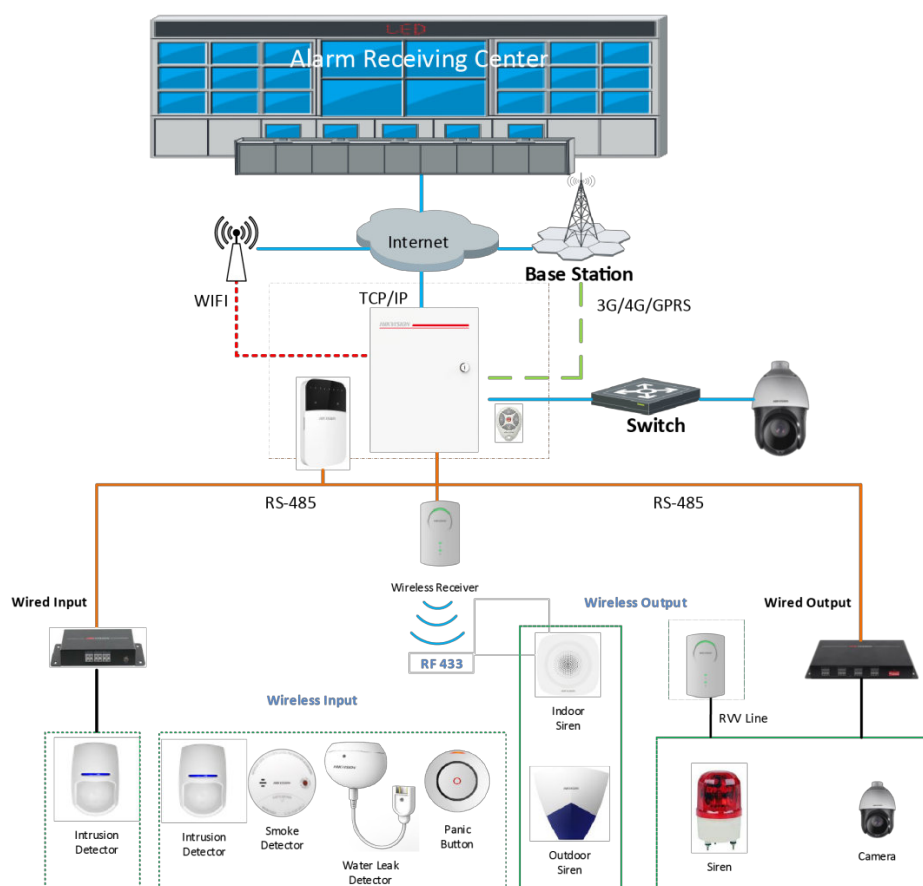 LED
Alarm Receiving Center
Internet
Base Station
WIFI
TCP/IP
3G/4G/GPRS
HIKVISION
Switch
RS-485
RS-485
Wireless Receiver
Wired Input
Wireless Output
Wired Output
RF 433
Wireless Input
Indoor
Siren
RVV Line
Intrusion
Detector
Intrusion
Detector
Smoke
Detector
Water Leak
Detector
Panic
Button
Outdoor
Siren
Siren
Camera